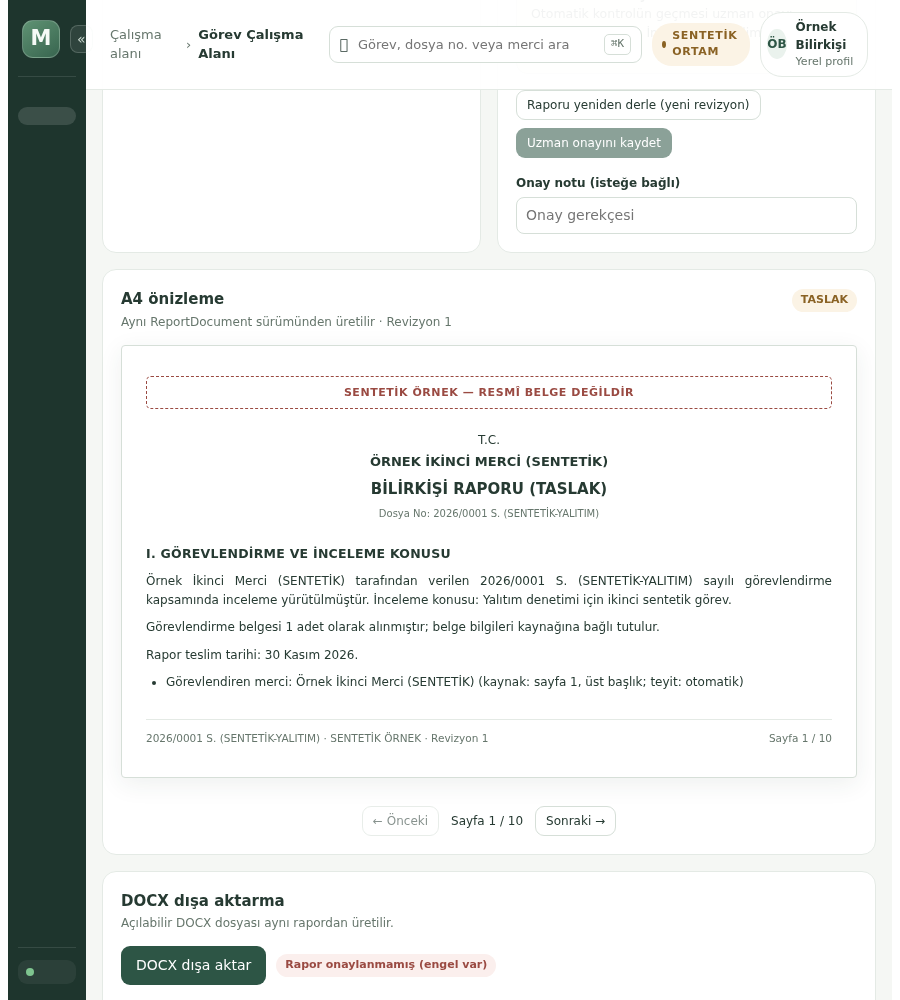 M
«
Çalışma alanı
›
Görev Çalışma Alanı
Görev, dosya no. veya merci ara
⌘K
SENTETİK ORTAM
ÖB
Örnek Bilirkişi
Yerel profil
Raporu yeniden derle (yeni revizyon)
Uzman onayını kaydet
Onay notu (isteğe bağlı)
Onay gerekçesi
A4 önizleme
TASLAK
Aynı ReportDocument sürümünden üretilir · Revizyon 1
SENTETİK ÖRNEK — RESMÎ BELGE DEĞİLDİR
T.C.
ÖRNEK İKİNCİ MERCİ (SENTETİK)
BİLİRKİŞİ RAPORU (TASLAK)
Dosya No: 2026/0001 S. (SENTETİK-YALITIM)
I. GÖREVLENDİRME VE İNCELEME KONUSU
Örnek İkinci Merci (SENTETİK) tarafından verilen 2026/0001 S. (SENTETİK-YALITIM) sayılı görevlendirme
kapsamında inceleme yürütülmüştür. İnceleme konusu: Yalıtım denetimi için ikinci sentetik görev.
Görevlendirme belgesi 1 adet olarak alınmıştır; belge bilgileri kaynağına bağlı tutulur.
Rapor teslim tarihi: 30 Kasım 2026.
• Görevlendiren merci: Örnek İkinci Merci (SENTETİK) (kaynak: sayfa 1, üst başlık; teyit: otomatik)
2026/0001 S. (SENTETİK-YALITIM) · SENTETİK ÖRNEK · Revizyon 1
Sayfa 1 / 10
← Önceki
Sayfa 1 / 10
Sonraki →
DOCX dışa aktarma
Açılabilir DOCX dosyası aynı rapordan üretilir.
DOCX dışa aktar
Rapor onaylanmamış (engel var)